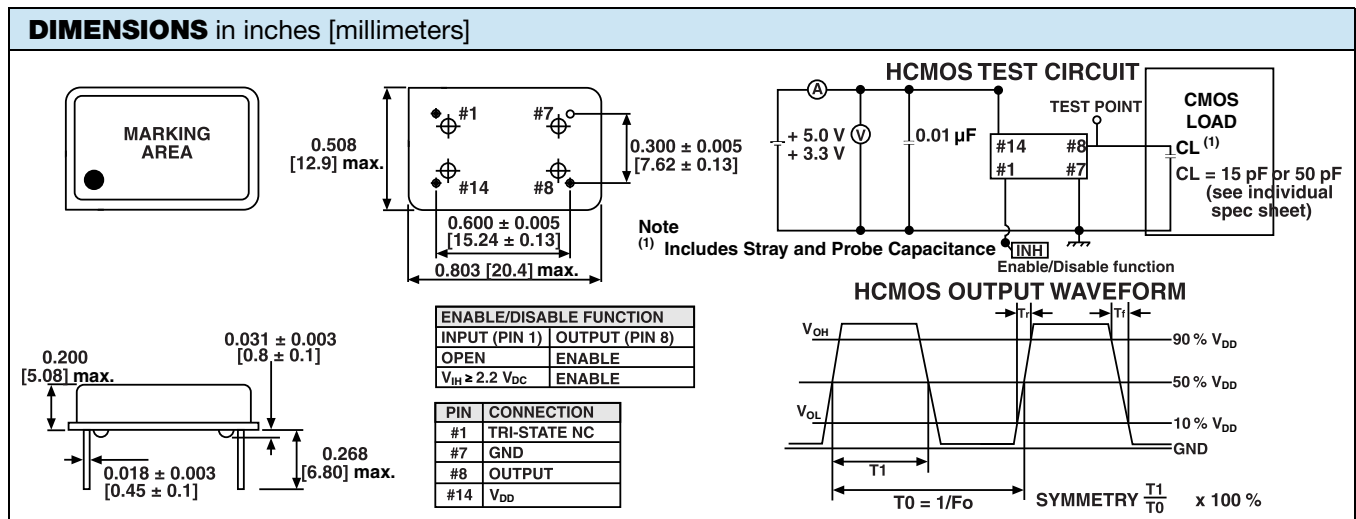 DIMENSIONS in inches [millimeters]
MARKING
AREA
0.508
[12.9] max.
#1
#7
#14
#8
0.300 ± 0.005
[7.62 ± 0.13]
0.600 ± 0.005
[15.24 ± 0.13]
0.803 [20.4] max.
HCMOS TEST CIRCUIT
A
+ 5.0 V
+ 3.3 V
V
0.01 µF
TEST POINT
#14
#8
#1
#7
CMOS
LOAD
CL (1)
CL = 15 pF or 50 pF
(see individual
spec sheet)
Note
(1) Includes Stray and Probe Capacitance
INH
Enable/Disable function
0.200
[5.08] max.
0.031 ± 0.003
[0.8 ± 0.1]
0.018 ± 0.003
[0.45 ± 0.1]
0.268
[6.80] max.
ENABLE/DISABLE FUNCTION
INPUT (PIN 1) OUTPUT (PIN 8)
OPEN ENABLE
VIH ≥ 2.2 VDC ENABLE
PIN CONNECTION
#1 TRI-STATE NC
#7 GND
#8 OUTPUT
#14 VDD
HCMOS OUTPUT WAVEFORM
Tr
Tf
VOH
90 % VDD
50 % VDD
VOL
10 % VDD
GND
T1
T0 = 1/Fo
SYMMETRY T1/T0 x 100 %